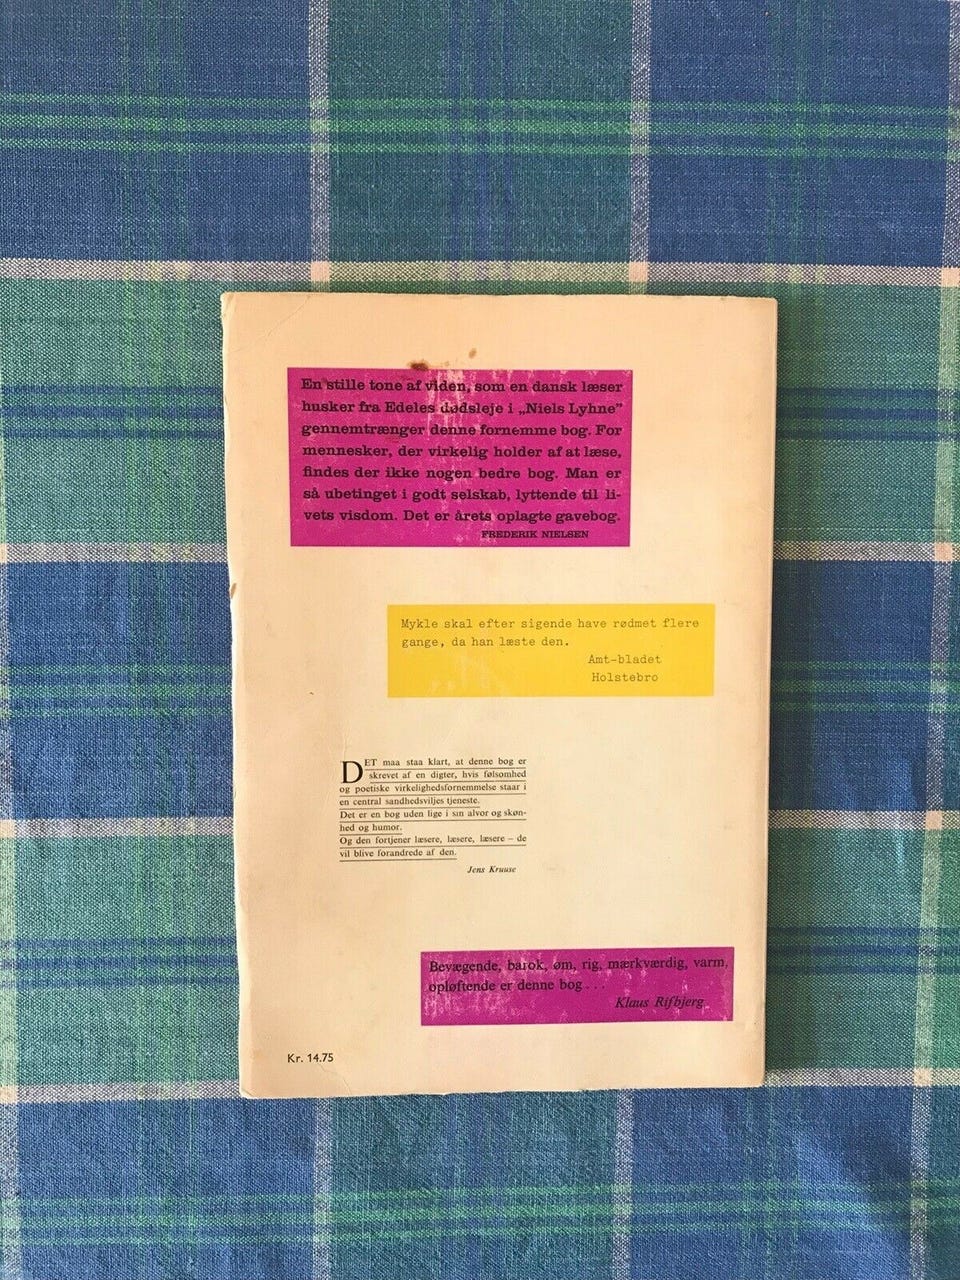 En stille tone af viden, som en dansk læser
husker fra Edeles dødsleje i „Niels Lyhne”
gennemtrænger denne fornemme bog. For
mennesker, der virkelig holder af at læse,
findes der ikke nogen bedre bog. Man er
så ubetinget i godt selskab, lyttende til li-
vets visdom. Det er årets oplagte gavebog.
FREDERIK NIELSEN
Mykle skal efter sigende have rødmet flere
gange, da han læste den.
Amt-bladet
Holstebro
DET maa staa klart, at denne bog er
skrevet af en digter, hvis følsomhed
og poetiske virkelighedsfornemmelse staar i
en central sandhedsviljes tjeneste.
Det er en bog uden lige i sin alvor og skøn-
hed og humor.
Og den fortjener læsere, læsere, læsere – de
vil blive forandrede af den.
Jens Kruuse
Bevægende, barok, øm, rig, mærkværdig, varm,
opløftende er denne bog . . .
Klaus Rifbjerg
Kr. 14.75